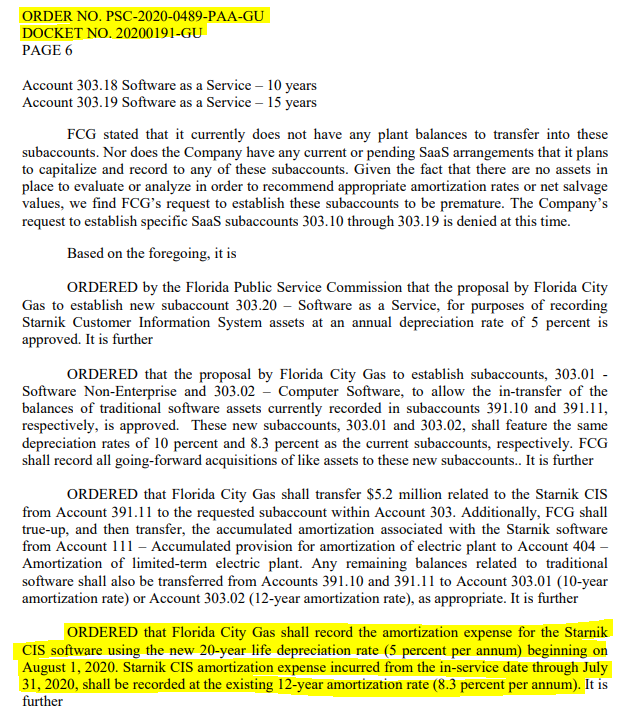 ORDER NO. PSC-2020-0489-PAA-GU
DOCKET NO. 20200191-GU
PAGE 6
Account 303.18 Software as a Service – 10 years
Account 303.19 Software as a Service – 15 years
FCG stated that it currently does not have any plant balances to transfer into these
subaccounts. Nor does the Company have any current or pending SaaS arrangements that it plans
to capitalize and record to any of these subaccounts. Given the fact that there are no assets in
place to evaluate or analyze in order to recommend appropriate amortization rates or net salvage
values, we find FCG's request to establish these subaccounts to be premature. The Company's
request to establish specific SaaS subaccounts 303.10 through 303.19 is denied at this time.
Based on the foregoing, it is
ORDERED by the Florida Public Service Commission that the proposal by Florida City
Gas to establish new subaccount 303.20 – Software as a Service, for purposes of recording
Starnik Customer Information System assets at an annual depreciation rate of 5 percent is
approved. It is further
ORDERED that the proposal by Florida City Gas to establish subaccounts, 303.01 -
Software Non-Enterprise and 303.02 – Computer Software, to allow the in-transfer of the
balances of traditional software assets currently recorded in subaccounts 391.10 and 391.11,
respectively, is approved. These new subaccounts, 303.01 and 303.02, shall feature the same
depreciation rates of 10 percent and 8.3 percent as the current subaccounts, respectively. FCG
shall record all going-forward acquisitions of like assets to these new subaccounts.. It is further
ORDERED that Florida City Gas shall transfer $5.2 million related to the Starnik CIS
from Account 391.11 to the requested subaccount within Account 303. Additionally, FCG shall
true-up, and then transfer, the accumulated amortization associated with the Starnik software
from Account 111 – Accumulated provision for amortization of electric plant to Account 404 –
Amortization of limited-term electric plant. Any remaining balances related to traditional
software shall also be transferred from Accounts 391.10 and 391.11 to Account 303.01 (10-year
amortization rate) or Account 303.02 (12-year amortization rate), as appropriate. It is further
ORDERED that Florida City Gas shall record the amortization expense for the Starnik
CIS software using the new 20-year life depreciation rate (5 percent per annum) beginning on
August 1, 2020. Starnik CIS amortization expense incurred from the in-service date through July
31, 2020, shall be recorded at the existing 12-year amortization rate (8.3 percent per annum). It is
further